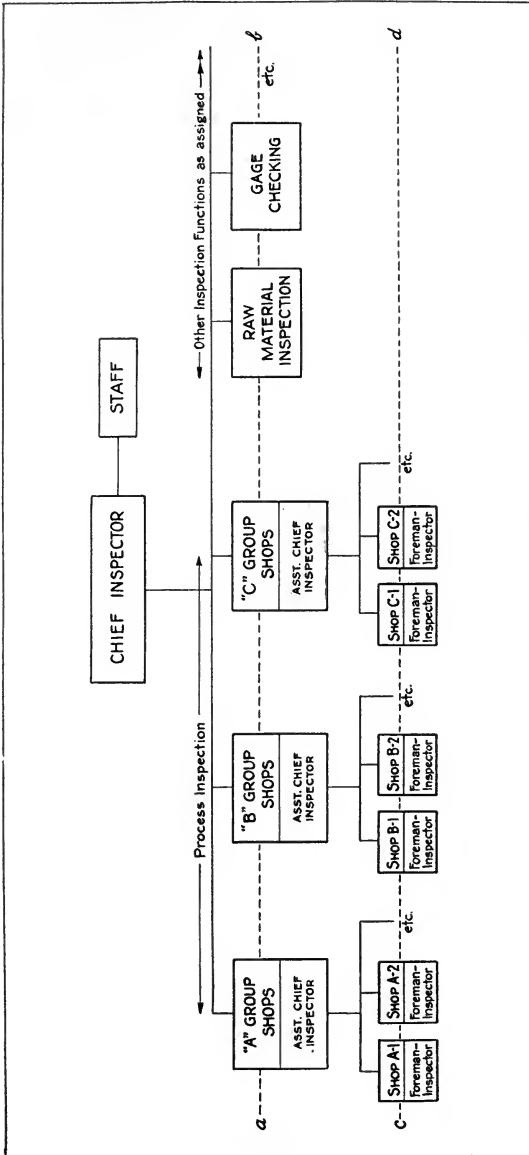 CHIEF INSPECTOR
STAFF
Process Inspection
Other Inspection Functions as assigned
a
"A" GROUP
SHOPS
ASST. CHIEF
INSPECTOR
"B" GROUP
SHOPS
ASST. CHIEF
INSPECTOR
"C" GROUP
SHOPS
ASST. CHIEF
INSPECTOR
RAW
MATERIAL
INSPECTION
GAGE
CHECKING
etc.
b
c
SHOP A-1
Foreman-
Inspector
SHOP A-2
Foreman-
Inspector
etc.
SHOP B-1
Foreman-
Inspector
SHOP B-2
Foreman-
Inspector
etc.
SHOP C-1
Foreman-
Inspector
SHOP C-2
Foreman-
Inspector
etc.
d